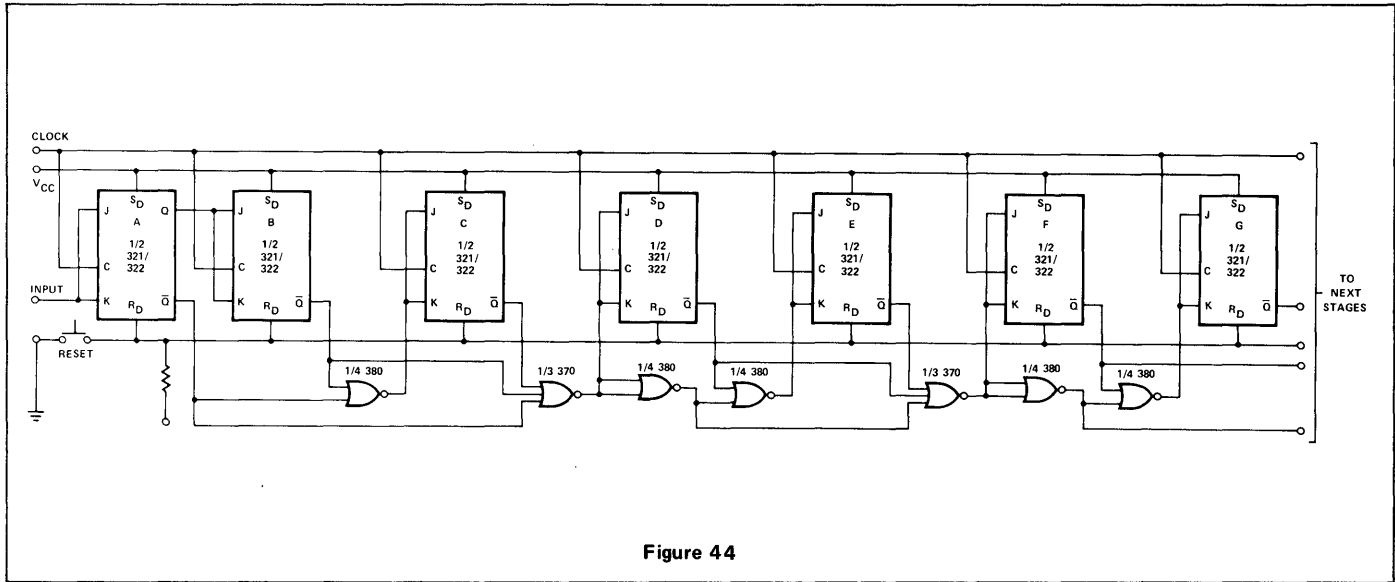 CLOCK
V_CC
INPUT
RESET
S_D
J A Q
1/2
321/
322
C
K R_D Q̅
S_D
J B
1/2
321/
322
C
K R_D Q̅
S_D
J C
1/2
321/
322
C
K R_D Q̅
S_D
J D
1/2
321/
322
C
K R_D Q̅
S_D
J E
1/2
321/
322
C
K R_D Q̅
S_D
J F
1/2
321/
322
C
K R_D Q̅
S_D
J G
1/2
321/
322
C
K R_D Q̅
TO
NEXT
STAGES
1/4 380
1/3 370
1/4 380
1/4 380
1/3 370
1/4 380
1/4 380
Figure 44